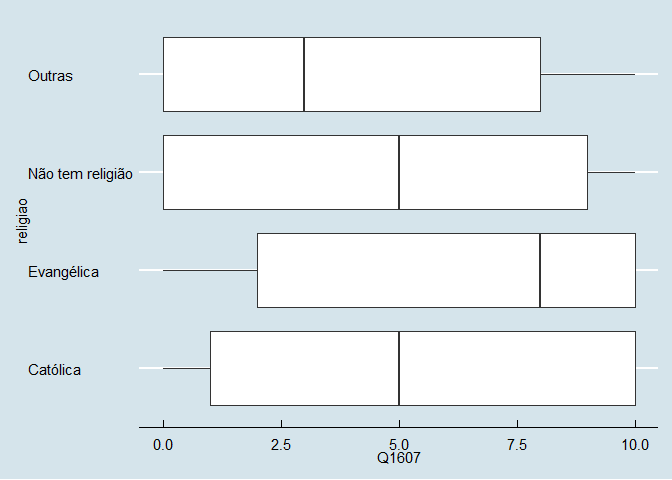 Outras
Não tem religião
religiao
Evangélica
Católica
0.0 2.5 5.0 7.5 10.0
Q1607